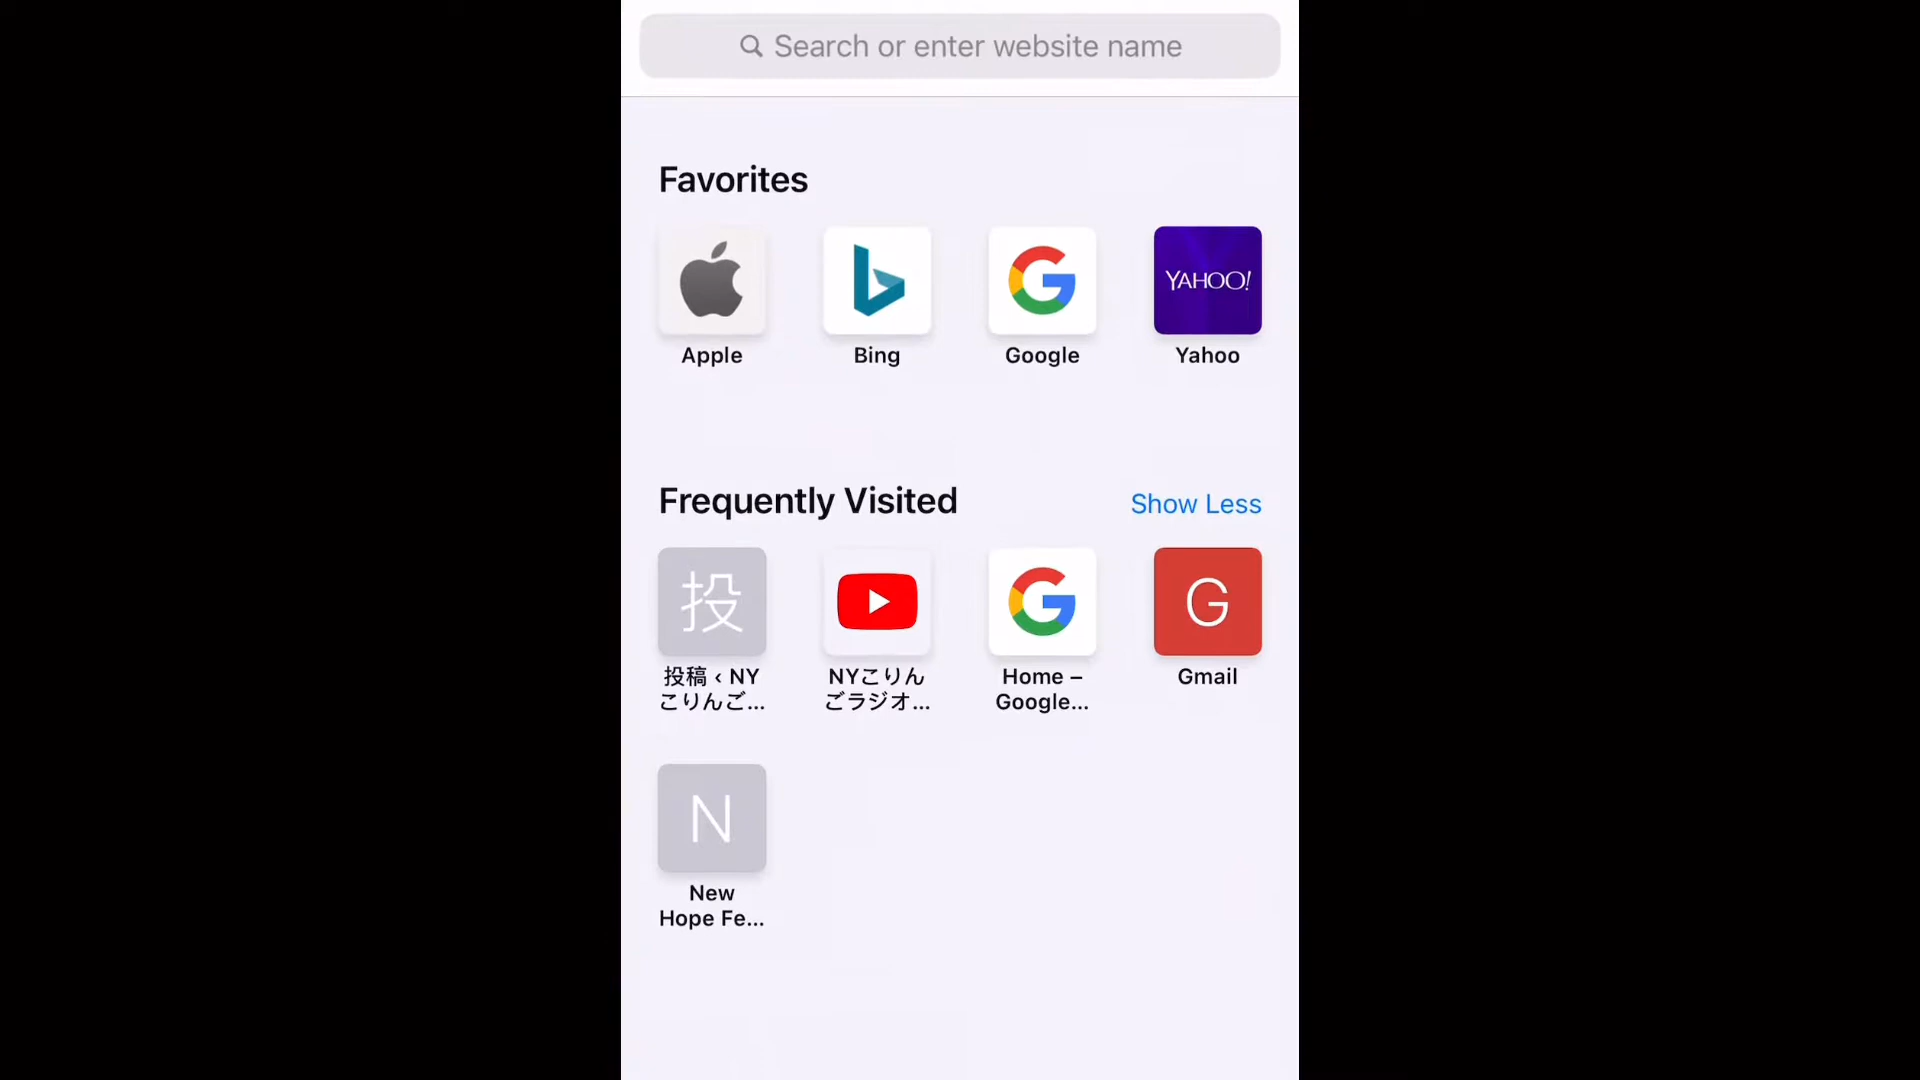 Search or enter website name
Favorites
YAHOO!
Apple
Bing
Google
Yahoo
Frequently Visited
Show Less
投
G
投稿 ‹ NY
こりんご...
NYこりん
ごラジオ...
Home –
Google...
Gmail
N
New
Hope Fe...